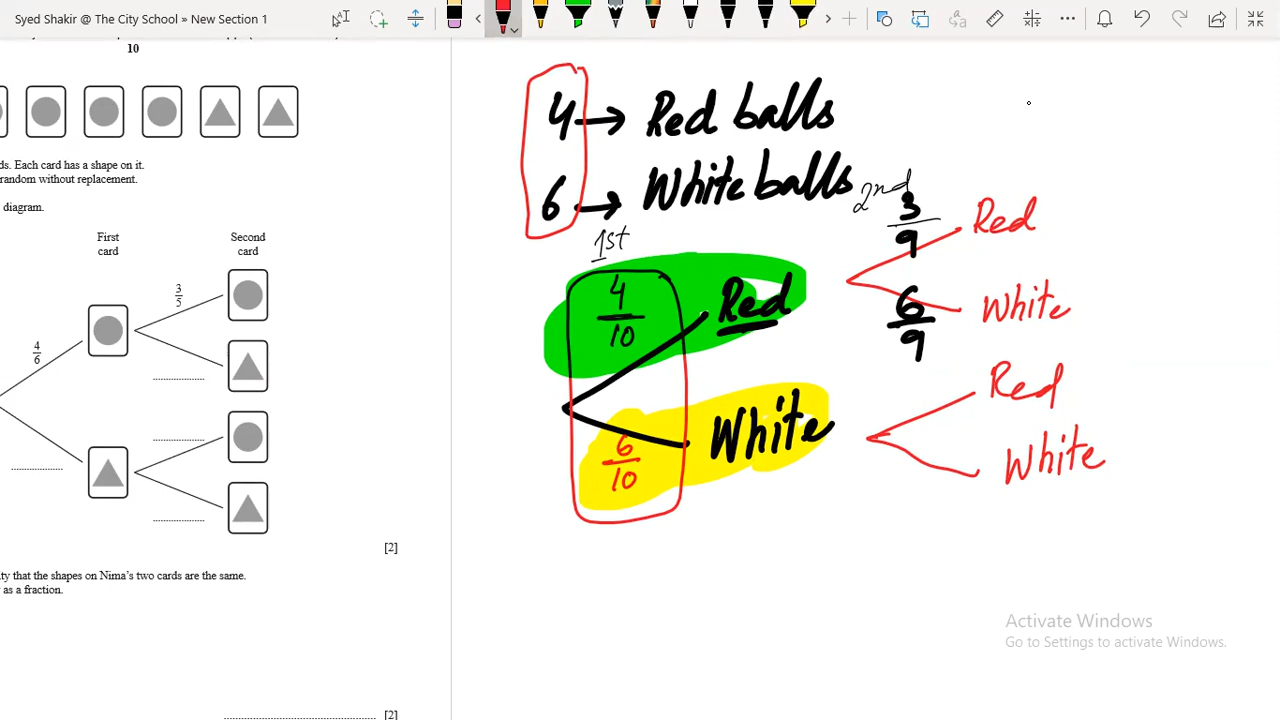 Syed Shakir @ The City School » New Section 1
10
ds. Each card has a shape on it.
random without replacement.
diagram.
First card
Second card
3/5
4/6
....................
....................
....................
....................
[2]
ity that the shapes on Nima's two cards are the same.
as a fraction.
[2]
4 → Red balls
6 → White balls
1st
2nd
4/10 Red
6/10 White
3/9 Red
6/9 White
Red
White
Activate Windows
Go to Settings to activate Windows.